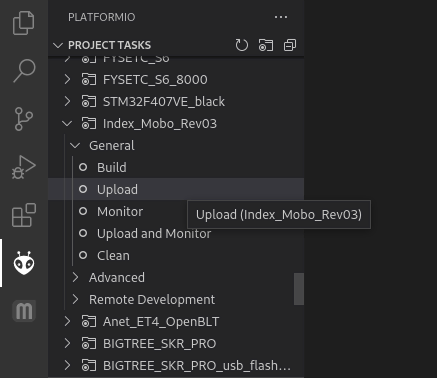 PLATFORMIO
PROJECT TASKS
FYSETC_S6
FYSETC_S6_8000
STM32F407VE_black
Index_Mobo_Rev03
General
Build
Upload
Monitor
Upload (Index_Mobo_Rev03)
Upload and Monitor
Clean
Advanced
Remote Development
Anet_ET4_OpenBLT
BIGTREE_SKR_PRO
BIGTREE_SKR_PRO_usb_flash...